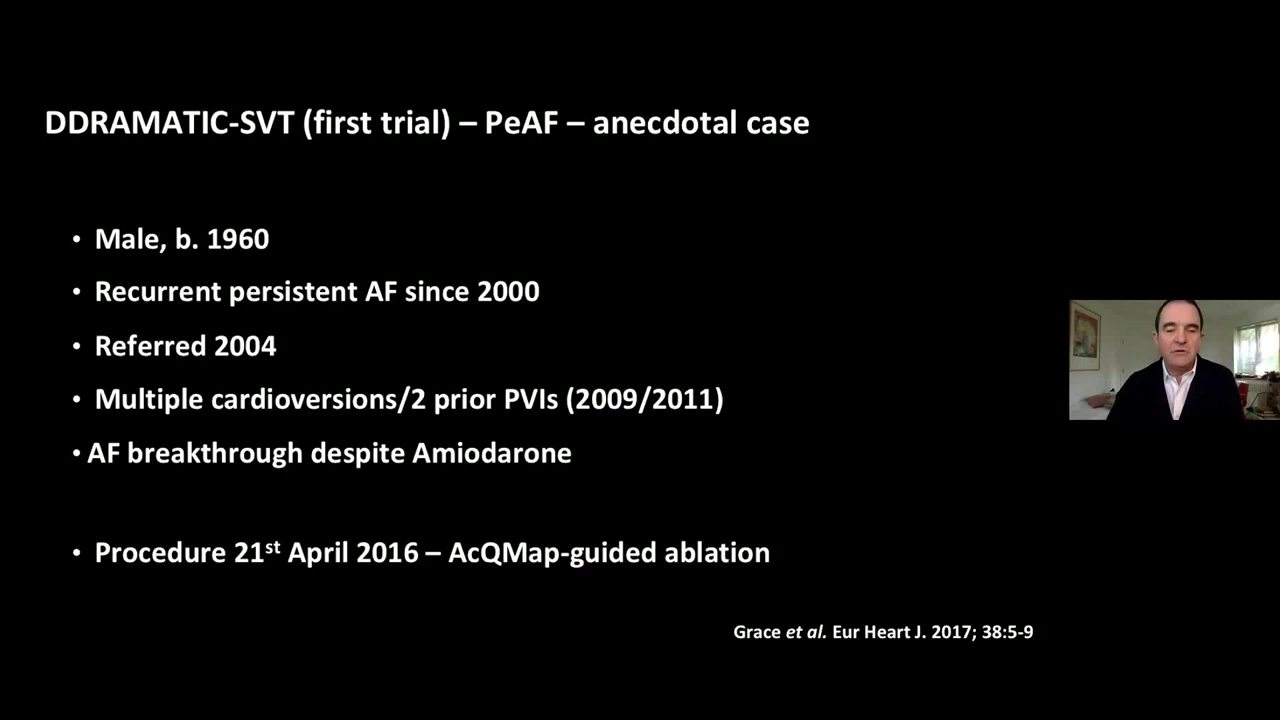 DDRAMATIC-SVT (first trial) – PeAF – anecdotal case
• Male, b. 1960
• Recurrent persistent AF since 2000
• Referred 2004
• Multiple cardioversions/2 prior PVIs (2009/2011)
• AF breakthrough despite Amiodarone
• Procedure 21st April 2016 – AcQMap-guided ablation
Grace et al. Eur Heart J. 2017; 38:5-9